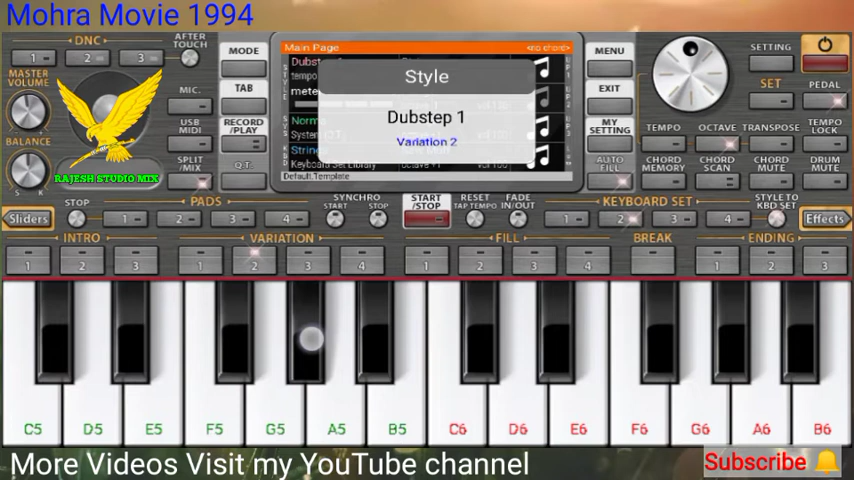 Mohra Movie 1994
DNC
1 2 3
AFTER TOUCH
MODE
MASTER VOLUME
MIC.
TAB
USB MIDI
RECORD /PLAY
BALANCE
SPLIT /MIX
Q.T.
S K
RAJESH STUDIO MIX
Main Page <no chord>
Style
Dubstep 1
Variation 2
Keyboard Set Library
Default Template
MENU
EXIT
MY SETTING
AUTO FILL
SETTING
SET
PEDAL
TEMPO OCTAVE TRANSPOSE TEMPO LOCK
CHORD MEMORY CHORD SCAN CHORD MUTE DRUM MUTE
Sliders
STOP
PADS
1 2 3 4
SYNCHRO
START STOP
START /STOP
RESET TAP TEMPO
FADE IN/OUT
KEYBOARD SET
1 2 3 4
STYLE TO KBD SET
Effects
INTRO VARIATION FILL BREAK ENDING
1 2 3 1 2 3 4 1 2 3 4 1 2 3
C5 D5 E5 F5 G5 A5 B5 C6 D6 E6 F6 G6 A6 B6
More Videos Visit my YouTube channel
Subscribe